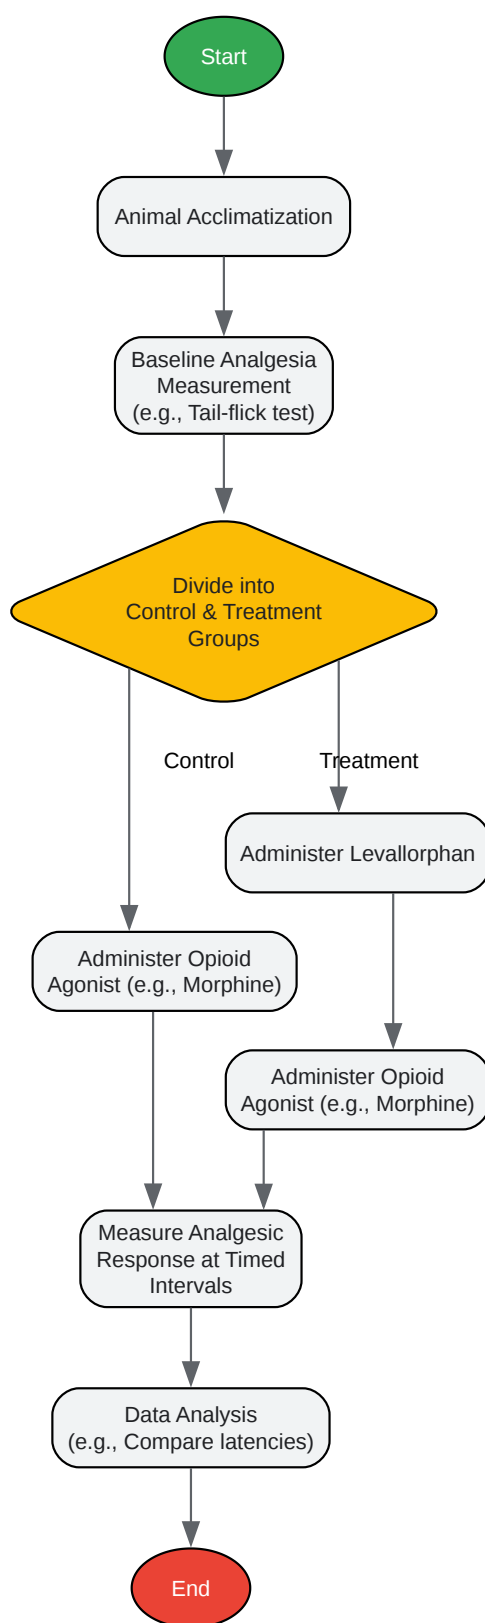 Start
Animal Acclimatization
Baseline Analgesia
Measurement
(e.g., Tail-flick test)
Divide into
Control & Treatment
Groups
Control
Treatment
Administer Levallorphan
Administer Opioid
Agonist (e.g., Morphine)
Administer Opioid
Agonist (e.g., Morphine)
Measure Analgesic
Response at Timed
Intervals
Data Analysis
(e.g., Compare latencies)
End